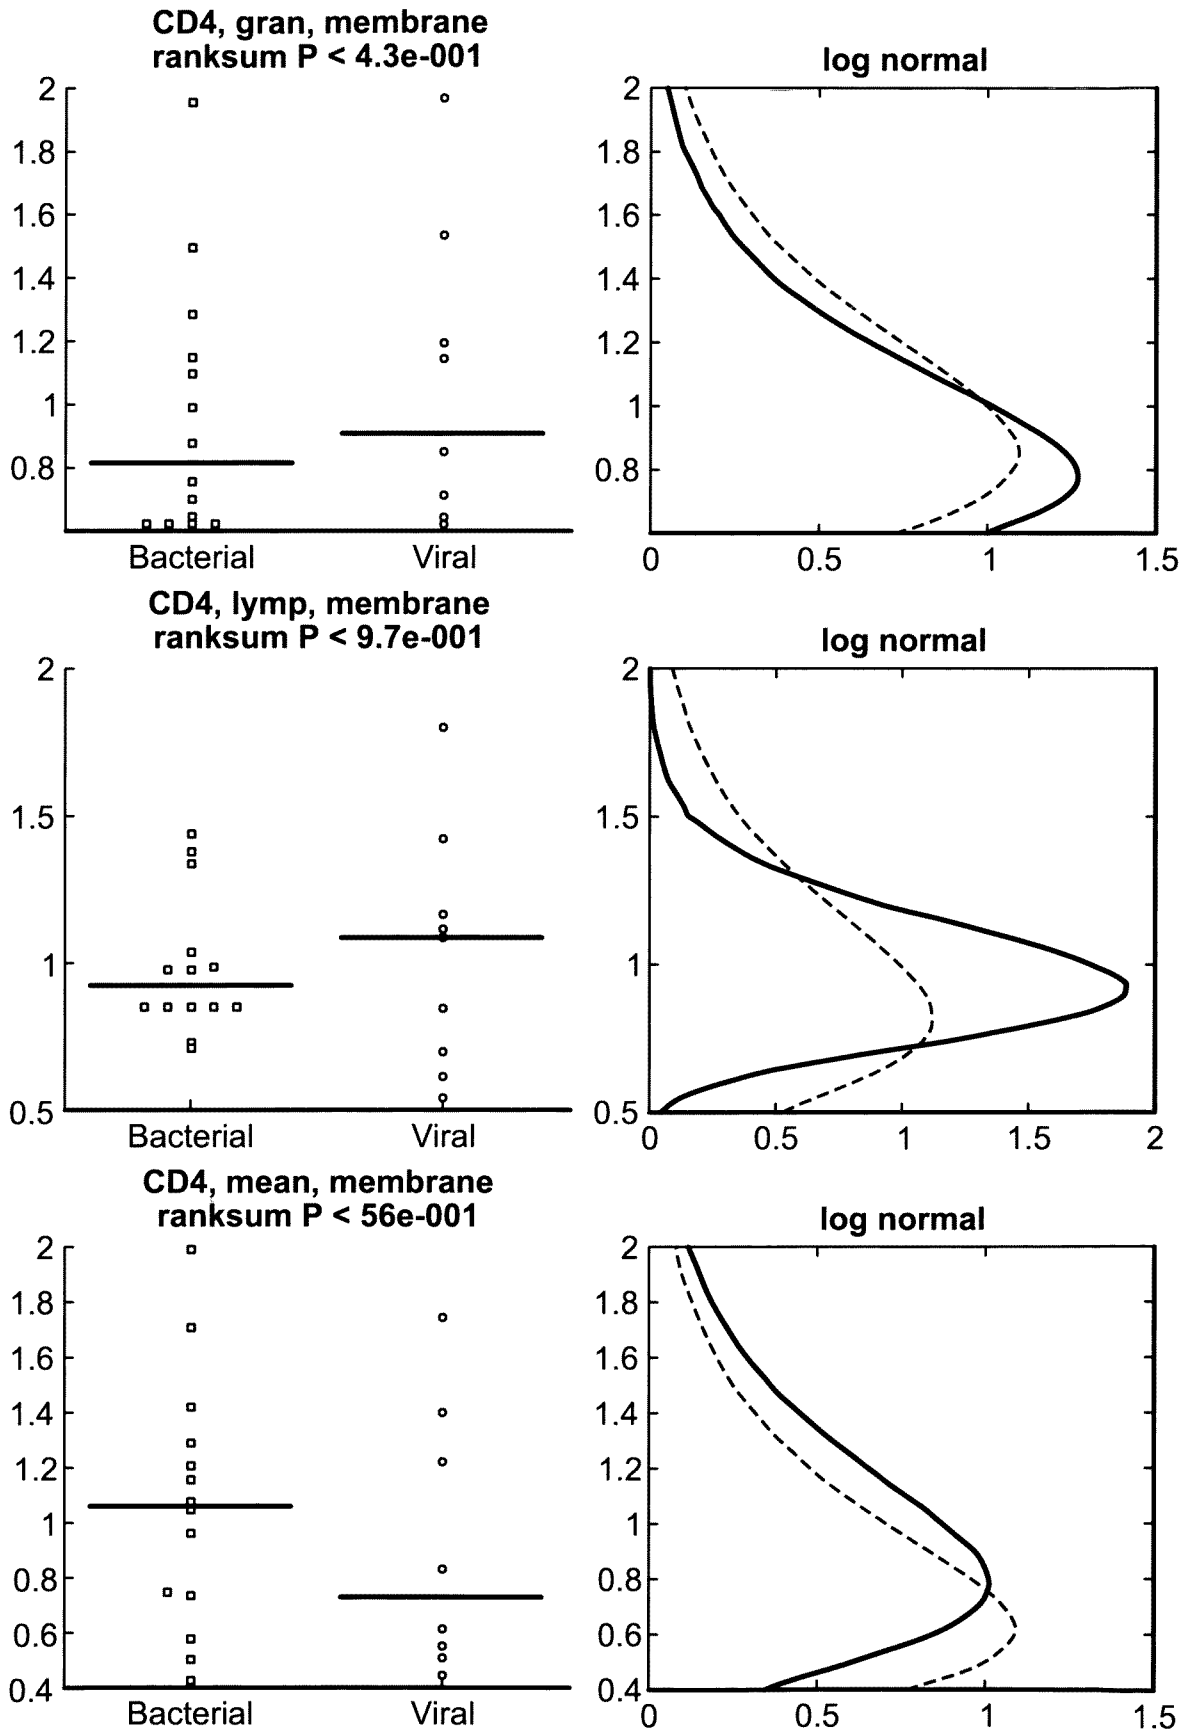 CD4, gran, membrane
ranksum P < 4.3e-001
log normal
2
1.8
1.6
1.4
1.2
1
0.8
Bacterial Viral
2
1.8
1.6
1.4
1.2
1
0.8
0 0.5 1 1.5
CD4, lymp, membrane
ranksum P < 9.7e-001
log normal
2
1.5
1
0.5
Bacterial Viral
2
1.5
1
0.5
0 0.5 1 1.5 2
CD4, mean, membrane
ranksum P < 56e-001
log normal
2
1.8
1.6
1.4
1.2
1
0.8
0.6
0.4
Bacterial Viral
2
1.8
1.6
1.4
1.2
1
0.8
0.6
0.4
0 0.5 1 1.5